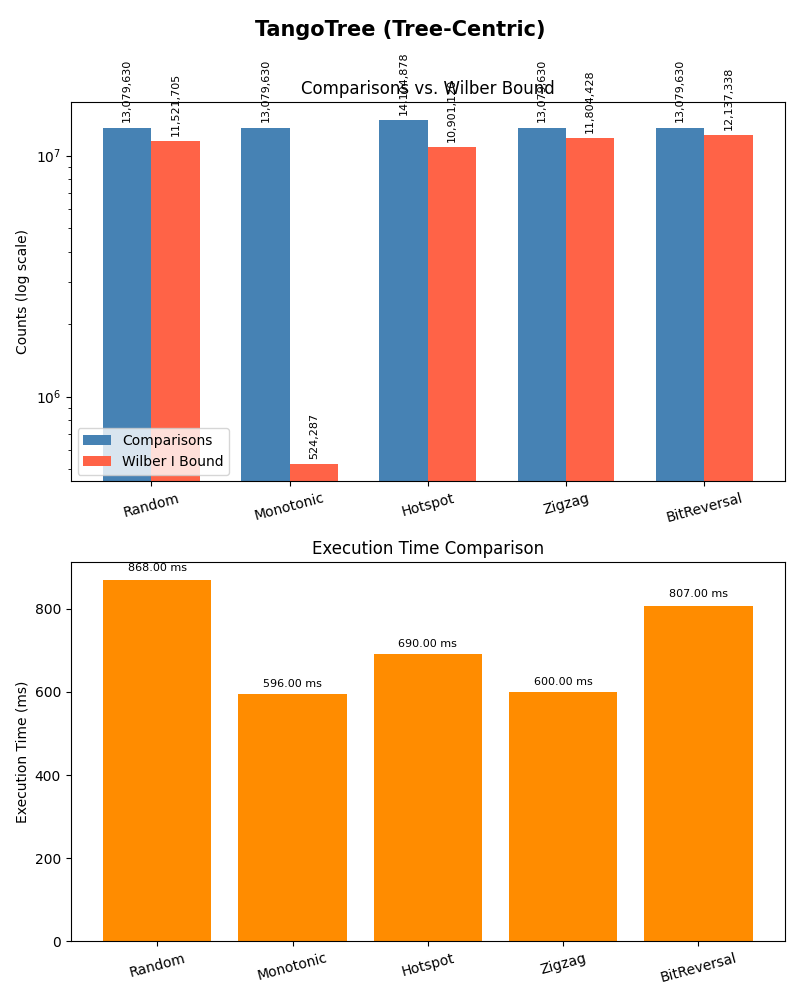 TangoTree (Tree-Centric)
Comparisons vs. Wilber Bound
13,079,630
11,521,705
13,079,630
524,287
13,079,630
11,804,428
13,079,630
12,137,338
Counts (log scale)
10⁷
10⁶
Comparisons
Wilber I Bound
Random
Monotonic
Hotspot
Zigzag
BitReversal
Execution Time Comparison
868.00 ms
596.00 ms
690.00 ms
600.00 ms
807.00 ms
Execution Time (ms)
800
600
400
200
0
Random
Monotonic
Hotspot
Zigzag
BitReversal